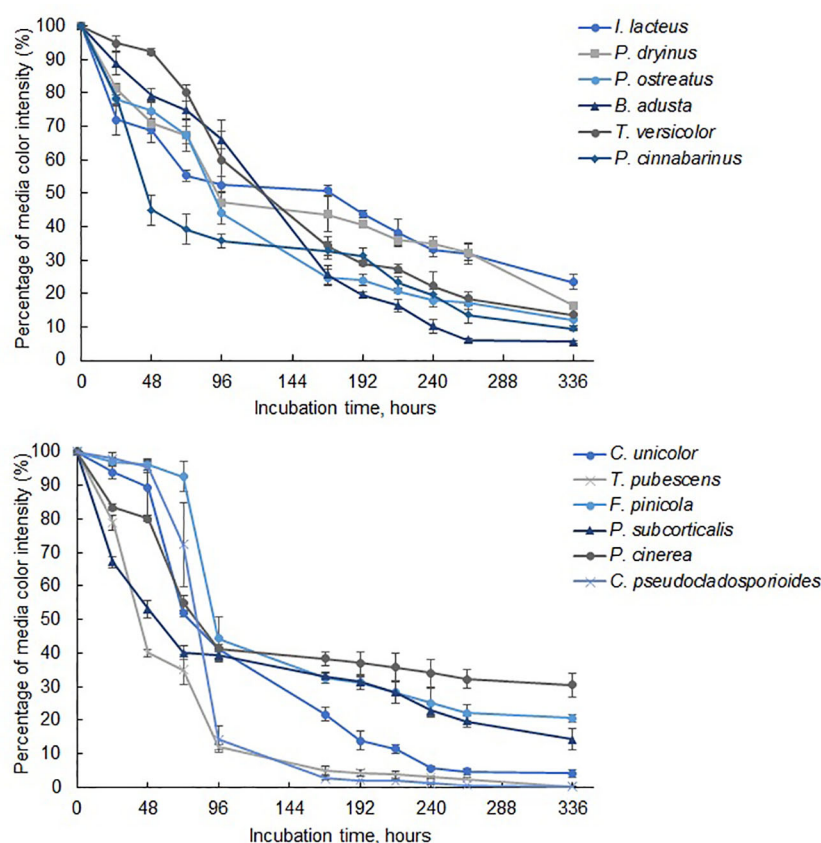 Percentage of media color intensity (%)
100
90
80
70
60
50
40
30
20
10
0
0 48 96 144 192 240 288 336
Incubation time, hours
I. lacteus
P. dryinus
P. ostreatus
B. adusta
T. versicolor
P. cinnabarinus
Percentage of media color intensity (%)
100
90
80
70
60
50
40
30
20
10
0
0 48 96 144 192 240 288 336
Incubation time, hours
C. unicolor
T. pubescens
F. pinicola
P. subcorticalis
P. cinerea
C. pseudocladosporioides